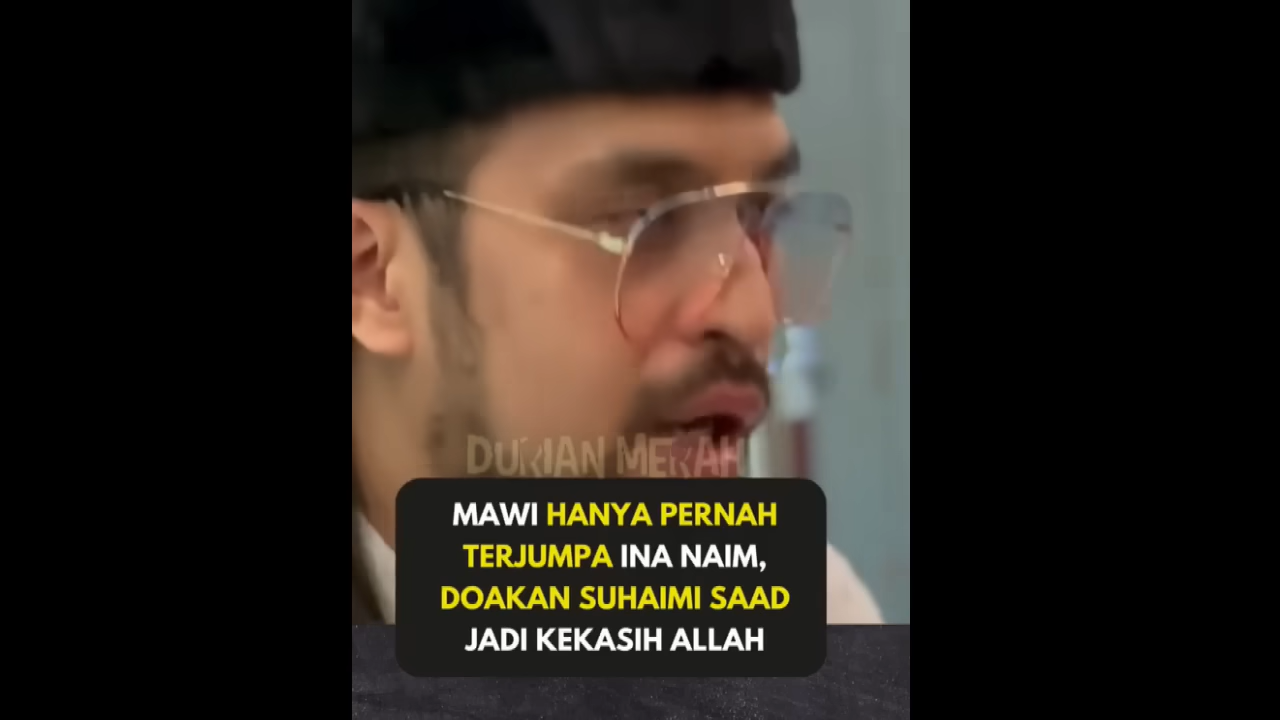 DURIAN MERAH
MAWI HANYA PERNAH
TERJUMPA INA NAIM,
DOAKAN SUHAIMI SAAD
JADI KEKASIH ALLAH